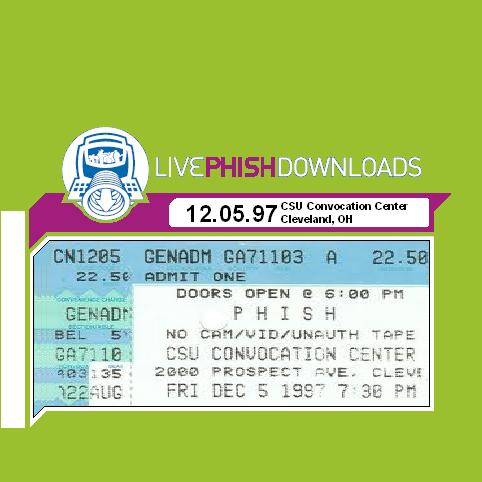 LIVEPHISHDOWNLOADS
12.05.97 CSU Convocation Center
Cleveland, OH
CN1205 GENADM GA71103 A 22.50
22.50 ADMIT ONE
DOORS OPEN @ 6:00 PM
CONVENIENCE CHARGE
GENADM PHISH
BEL 5 NO CAM/VID/UNAUTH TAPE
GA7110 CSU CONVOCATION CENTER
135 2000 PROSPECT AVE, CLEVE
22AUG FRI DEC 5 1997 7:30 PM